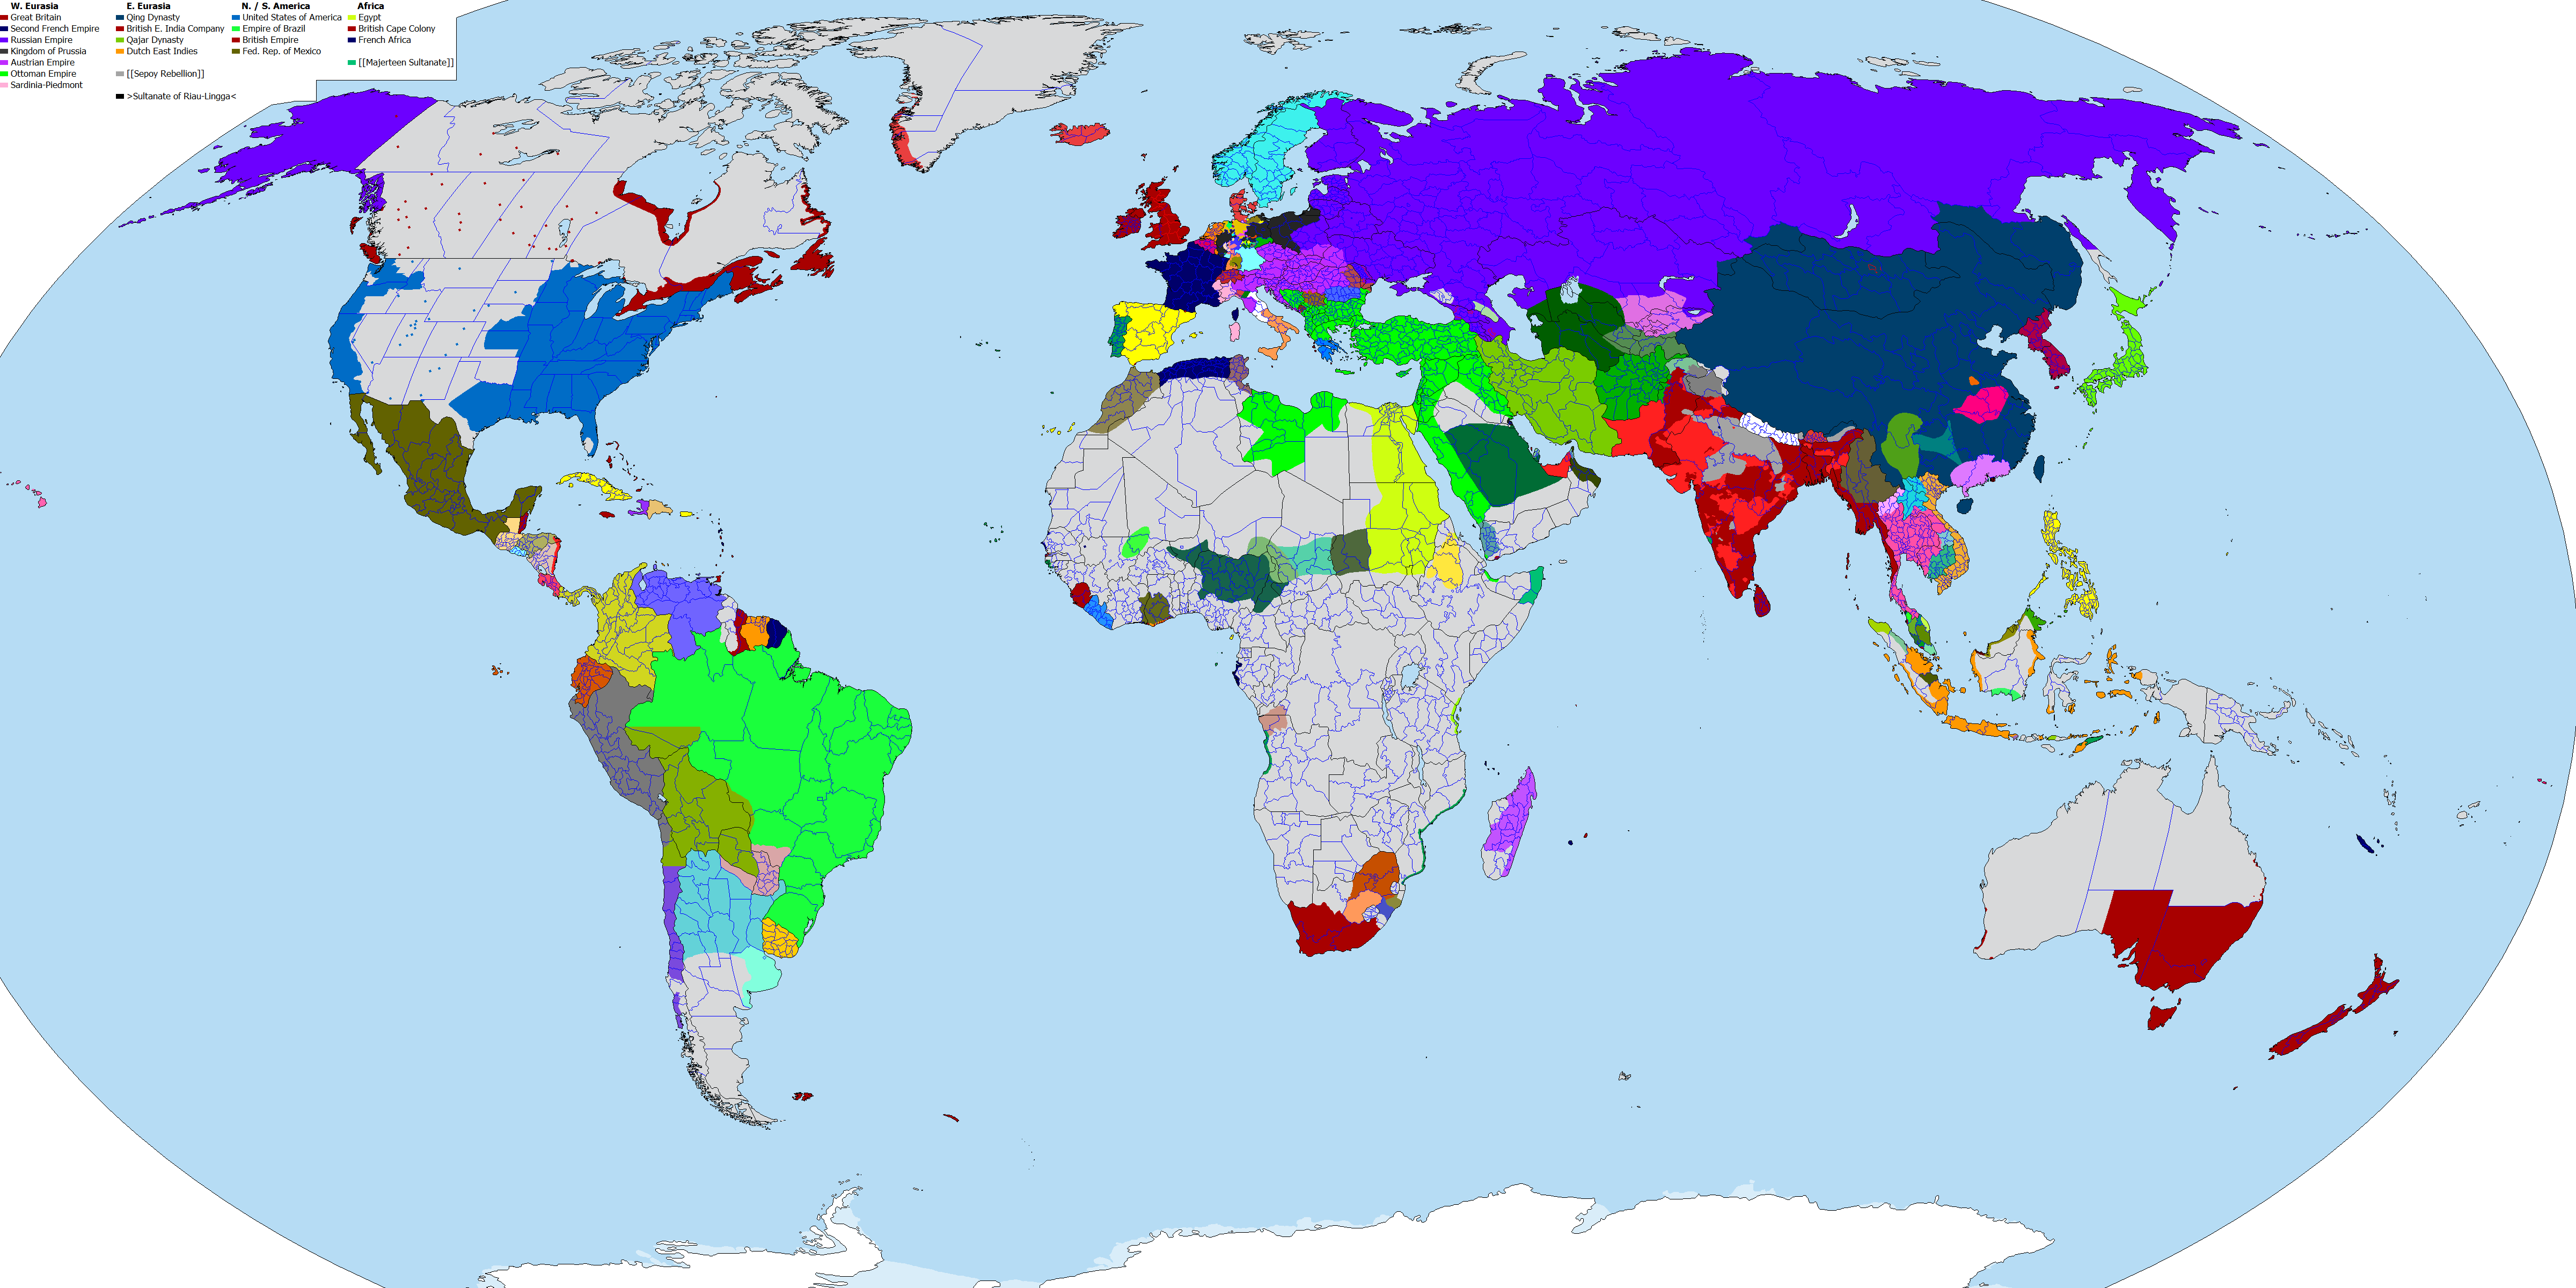 W. Eurasia
Great Britain
Second French Empire
Russian Empire
Kingdom of Prussia
Austrian Empire
Ottoman Empire
Sardinia-Piedmont
E. Eurasia
Qing Dynasty
British E. India Company
Qajar Dynasty
Dutch East Indies
[[Sepoy Rebellion]]
>Sultanate of Riau-Lingga<
N. / S. America
United States of America
Empire of Brazil
British Empire
Fed. Rep. of Mexico
Africa
Egypt
British Cape Colony
French Africa
[[Majerteen Sultanate]]